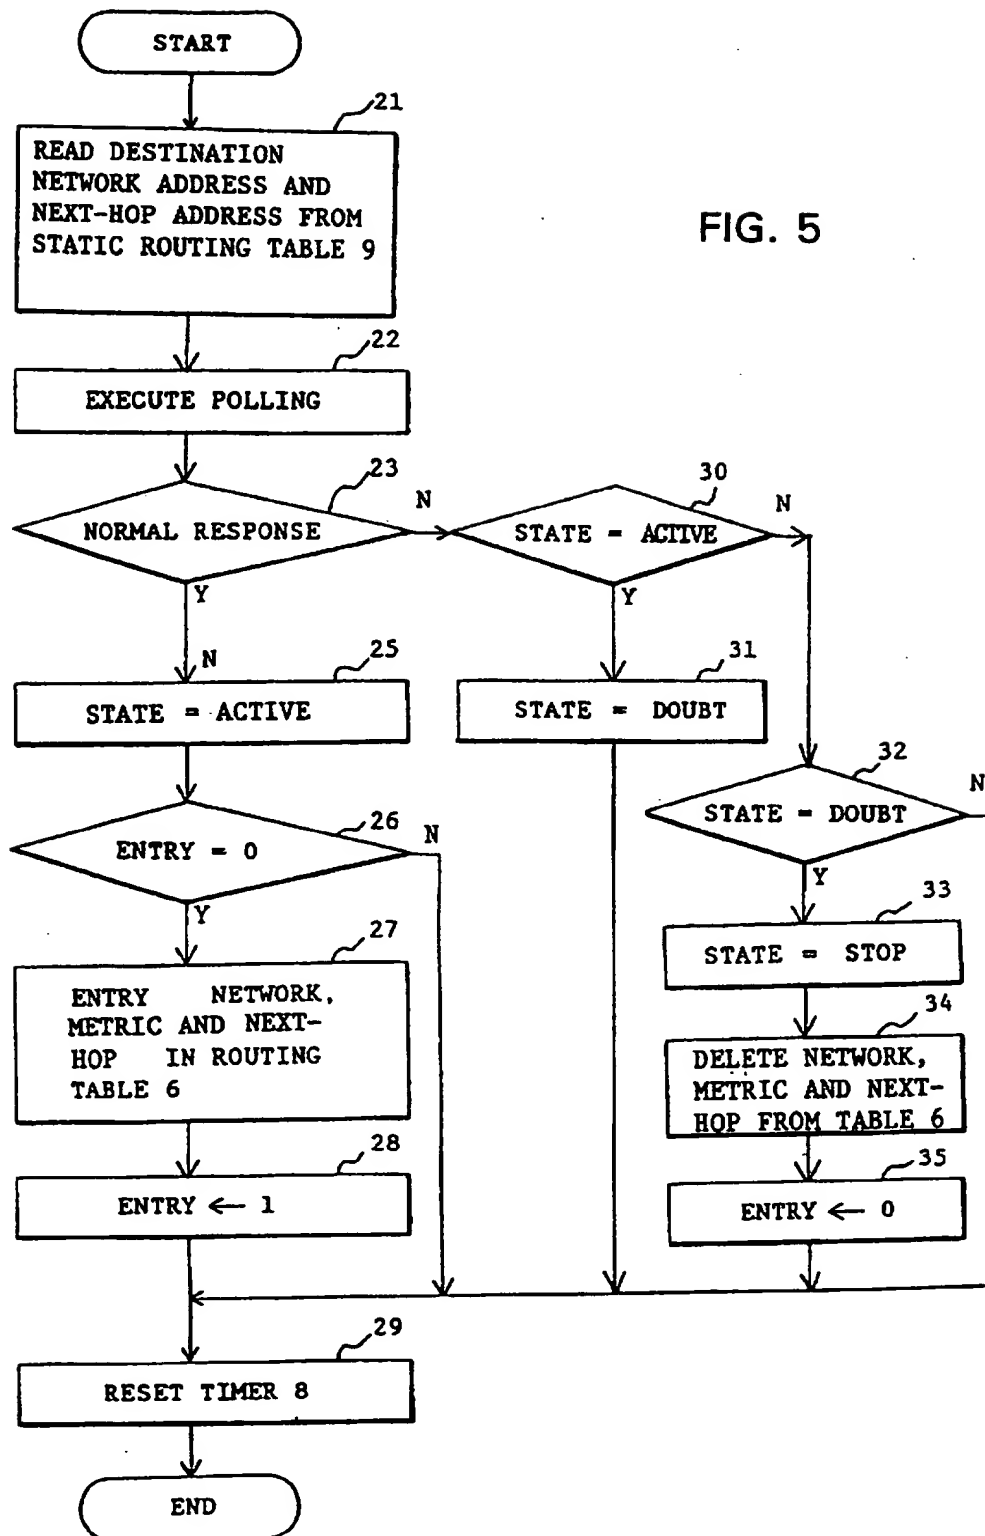 START
21
READ DESTINATION
NETWORK ADDRESS AND
NEXT-HOP ADDRESS FROM
STATIC ROUTING TABLE 9
FIG. 5
22
EXECUTE POLLING
23
NORMAL RESPONSE
N
Y
30
STATE = ACTIVE
N
Y
N
25
STATE = ACTIVE
31
STATE = DOUBT
32
STATE = DOUBT
N
Y
26
ENTRY = 0
N
Y
33
STATE = STOP
27
ENTRY NETWORK,
METRIC AND NEXT-
HOP IN ROUTING
TABLE 6
34
DELETE NETWORK,
METRIC AND NEXT-
HOP FROM TABLE 6
28
ENTRY ← 1
35
ENTRY ← 0
29
RESET TIMER 8
END